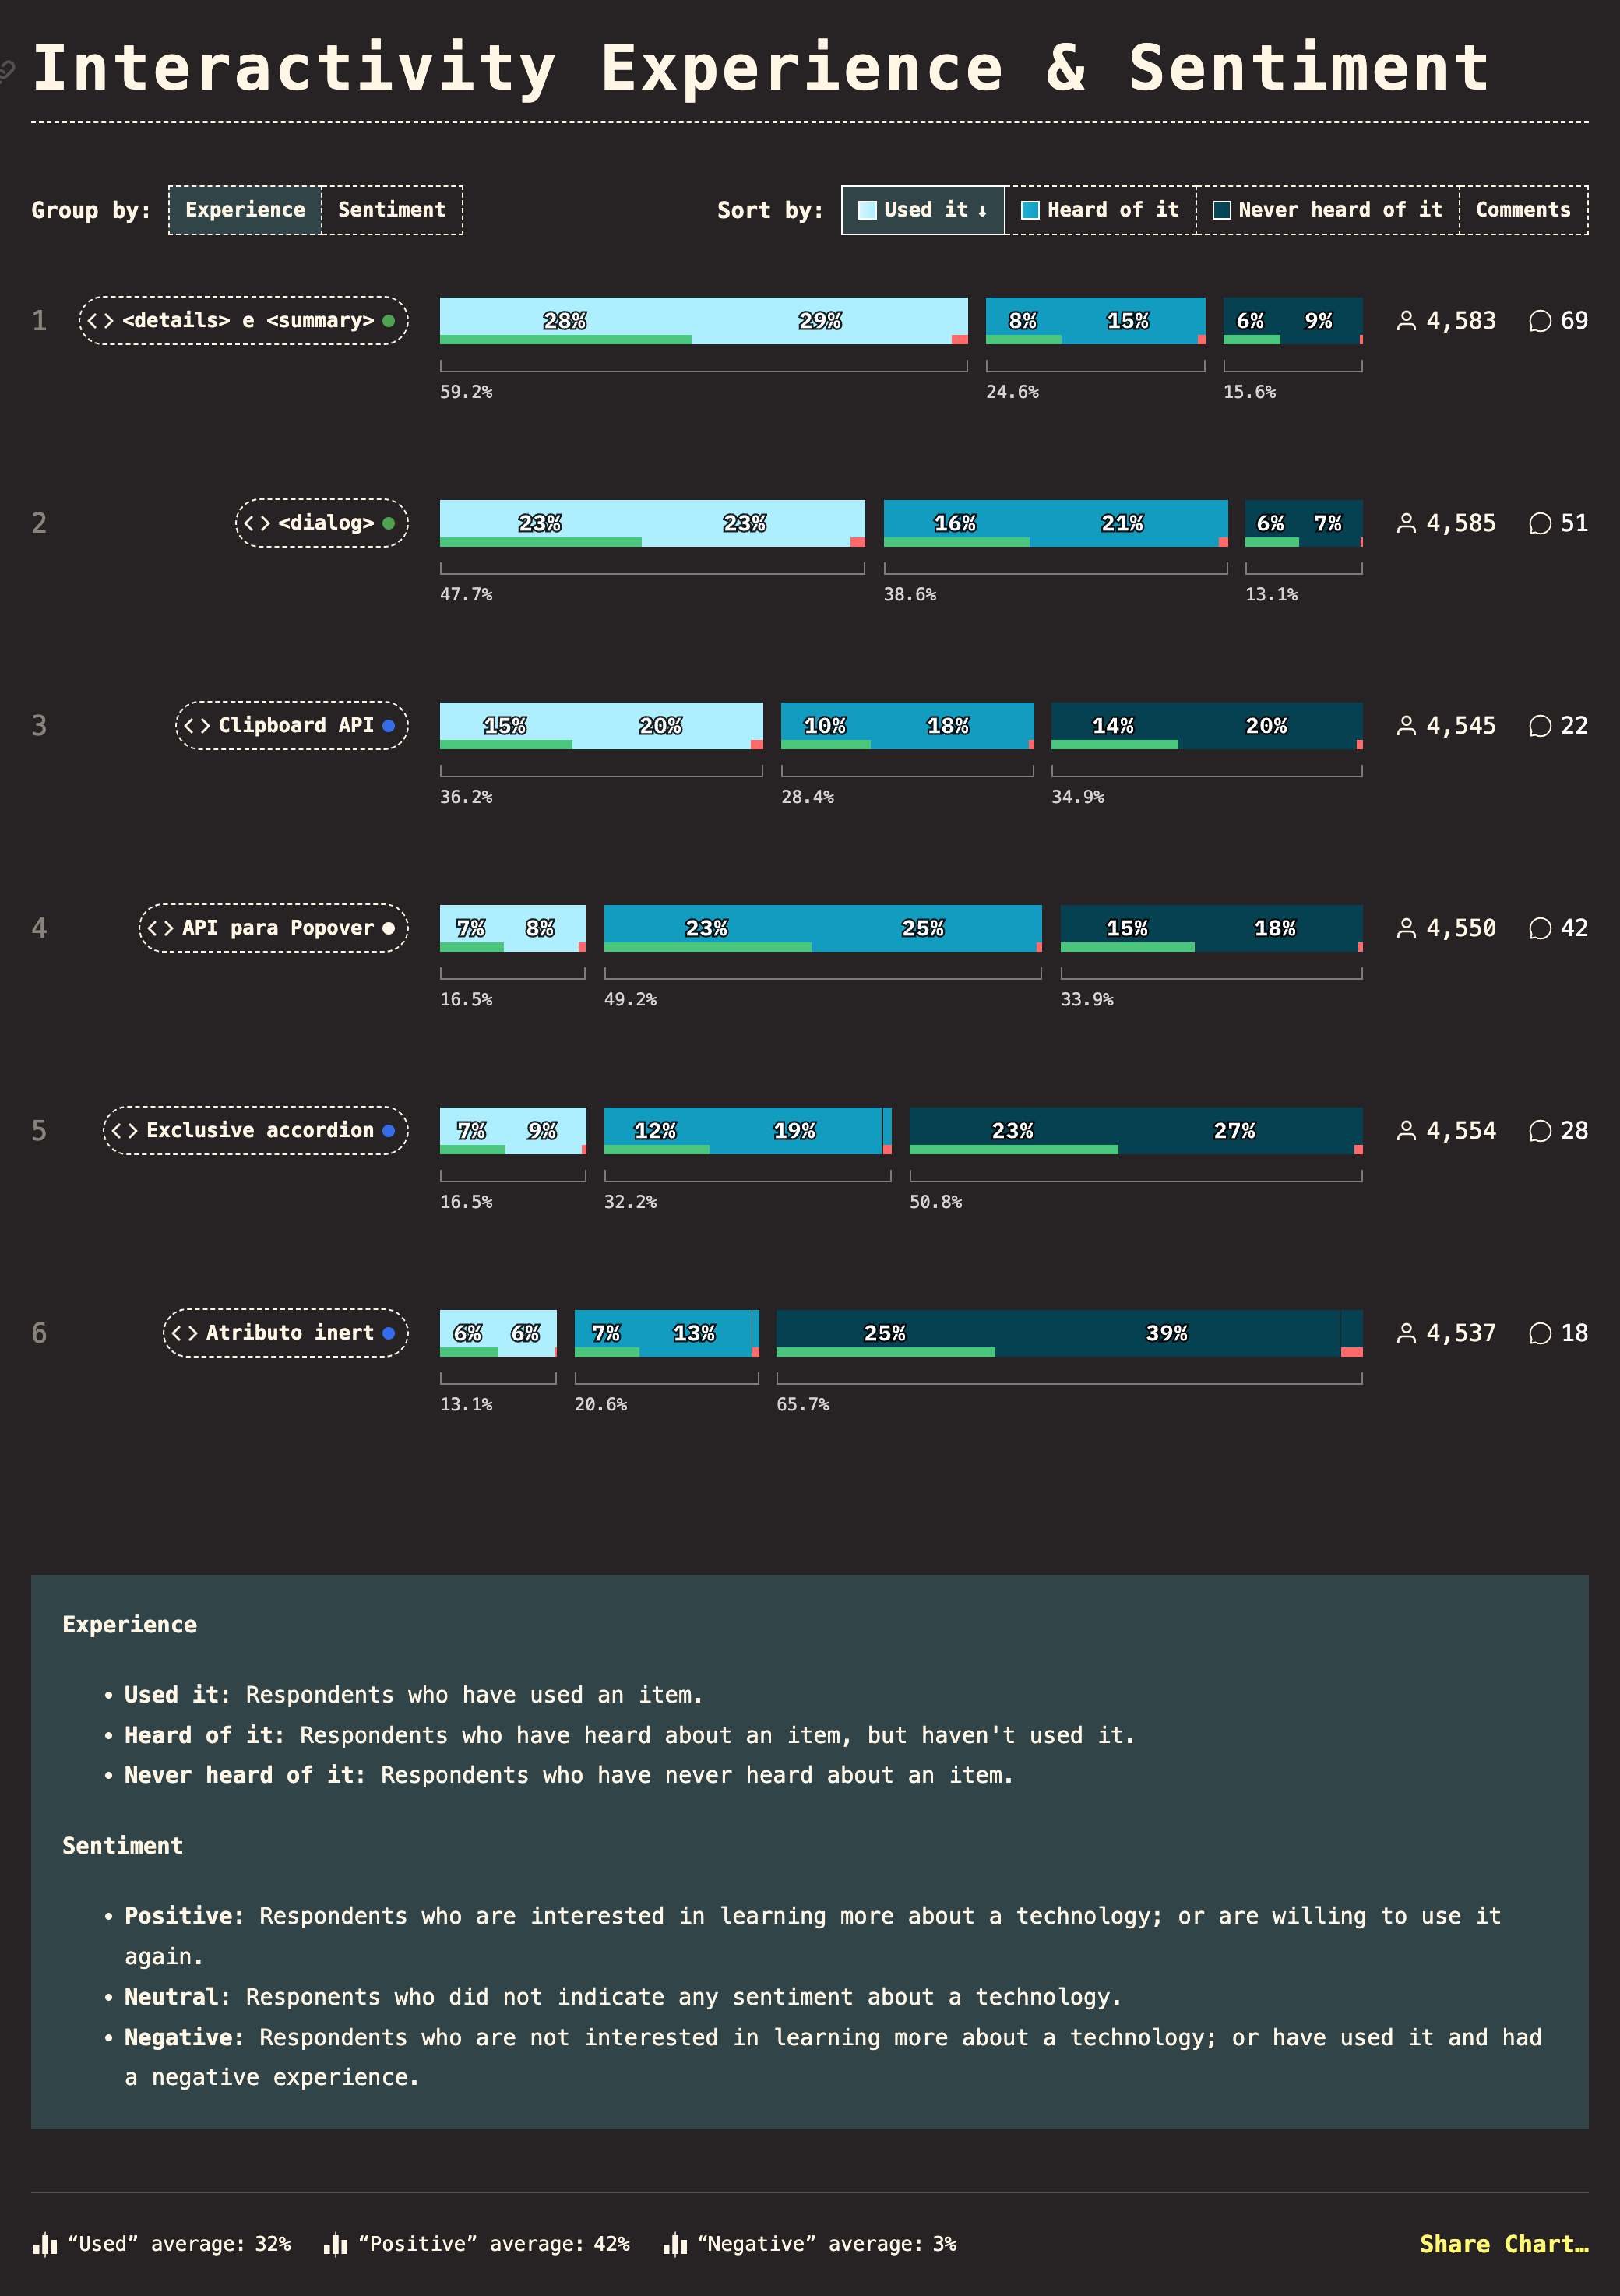 Interactivity Experience & Sentiment
Group by: Experience Sentiment Sort by: Used it ↓ Heard of it Never heard of it Comments
1 <> <details> e <summary> 28% 29% 8% 15% 6% 9% 4,583 69
59.2% 24.6% 15.6%
2 <> <dialog> 23% 23% 16% 21% 6% 7% 4,585 51
47.7% 38.6% 13.1%
3 <> Clipboard API 15% 20% 10% 18% 14% 20% 4,545 22
36.2% 28.4% 34.9%
4 <> API para Popover 7% 8% 23% 25% 15% 18% 4,550 42
16.5% 49.2% 33.9%
5 <> Exclusive accordion 7% 9% 12% 19% 23% 27% 4,554 28
16.5% 32.2% 50.8%
6 <> Atributo inert 6% 6% 7% 13% 25% 39% 4,537 18
13.1% 20.6% 65.7%
Experience
• Used it: Respondents who have used an item.
• Heard of it: Respondents who have heard about an item, but haven't used it.
• Never heard of it: Respondents who have never heard about an item.
Sentiment
• Positive: Respondents who are interested in learning more about a technology; or are willing to use it
again.
• Neutral: Responents who did not indicate any sentiment about a technology.
• Negative: Respondents who are not interested in learning more about a technology; or have used it and had
a negative experience.
“Used” average: 32% “Positive” average: 42% “Negative” average: 3% Share Chart…